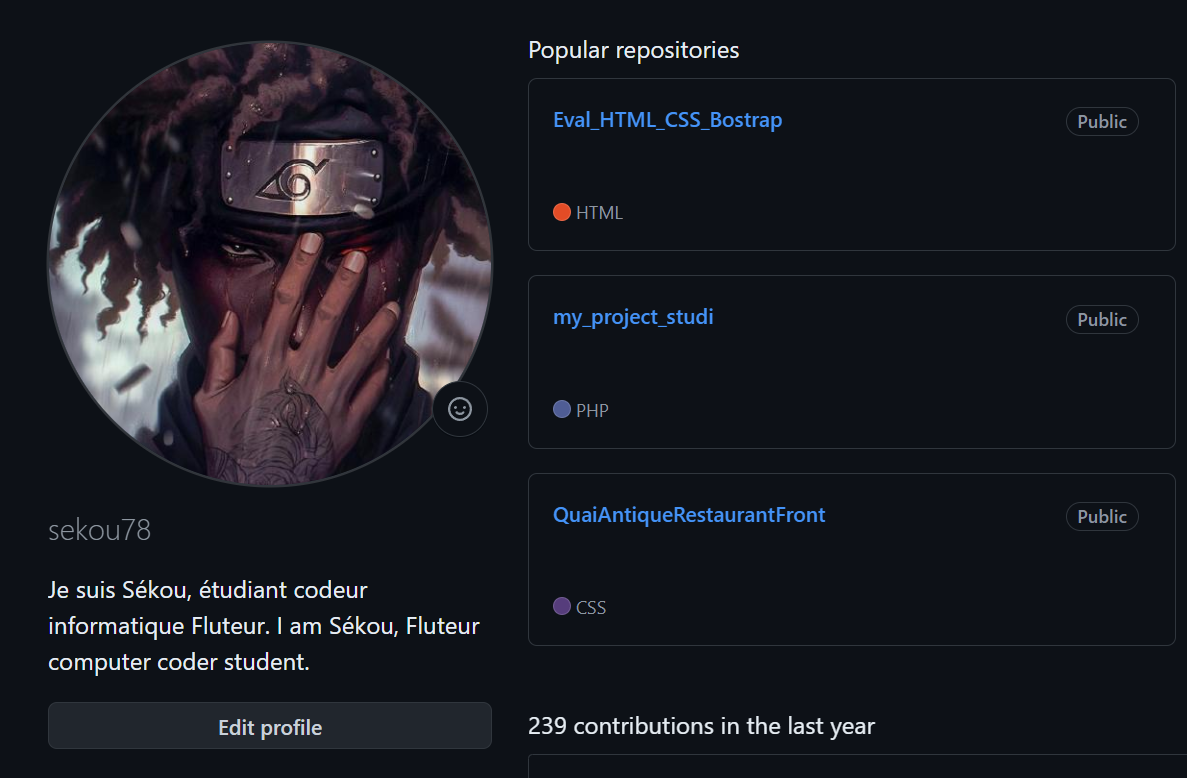 Popular repositories
Eval_HTML_CSS_Bostrap
Public
HTML
my_project_studi
Public
PHP
QuaiAntiqueRestaurantFront
Public
CSS
sekou78
Je suis Sékou, étudiant codeur
informatique Fluteur. I am Sékou, Fluteur
computer coder student.
Edit profile
239 contributions in the last year